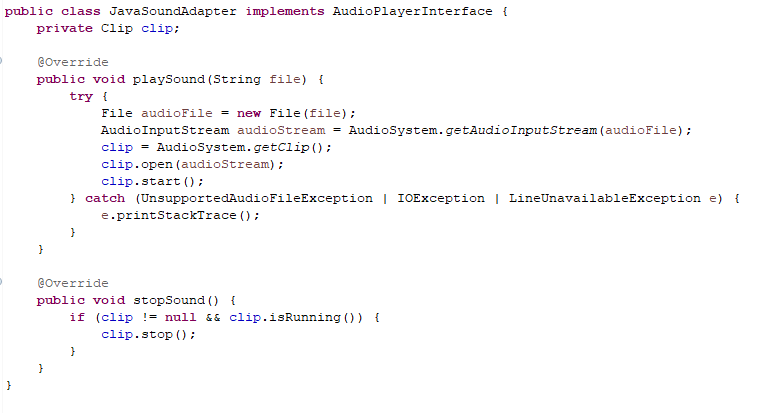 public class JavaSoundAdapter implements AudioPlayerInterface {
    private Clip clip;

    @Override
    public void playSound(String file) {
        try {
            File audioFile = new File(file);
            AudioInputStream audioStream = AudioSystem.getAudioInputStream(audioFile);
            clip = AudioSystem.getClip();
            clip.open(audioStream);
            clip.start();
        } catch (UnsupportedAudioFileException | IOException | LineUnavailableException e) {
            e.printStackTrace();
        }
    }

    @Override
    public void stopSound() {
        if (clip != null && clip.isRunning()) {
            clip.stop();
        }
    }
}